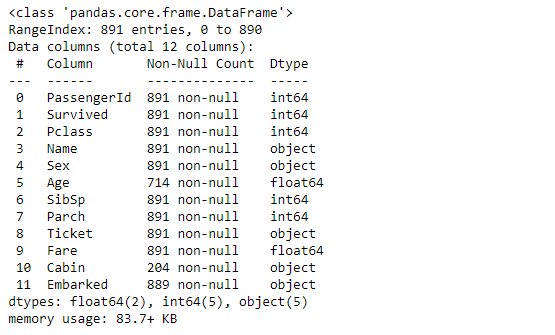 <class 'pandas.core.frame.DataFrame'>
RangeIndex: 891 entries, 0 to 890
Data columns (total 12 columns):
 #   Column       Non-Null Count  Dtype
---  ------       --------------  -----
 0   PassengerId  891 non-null    int64
 1   Survived     891 non-null    int64
 2   Pclass       891 non-null    int64
 3   Name         891 non-null    object
 4   Sex          891 non-null    object
 5   Age          714 non-null    float64
 6   SibSp        891 non-null    int64
 7   Parch        891 non-null    int64
 8   Ticket       891 non-null    object
 9   Fare         891 non-null    float64
 10  Cabin        204 non-null    object
 11  Embarked     889 non-null    object
dtypes: float64(2), int64(5), object(5)
memory usage: 83.7+ KB